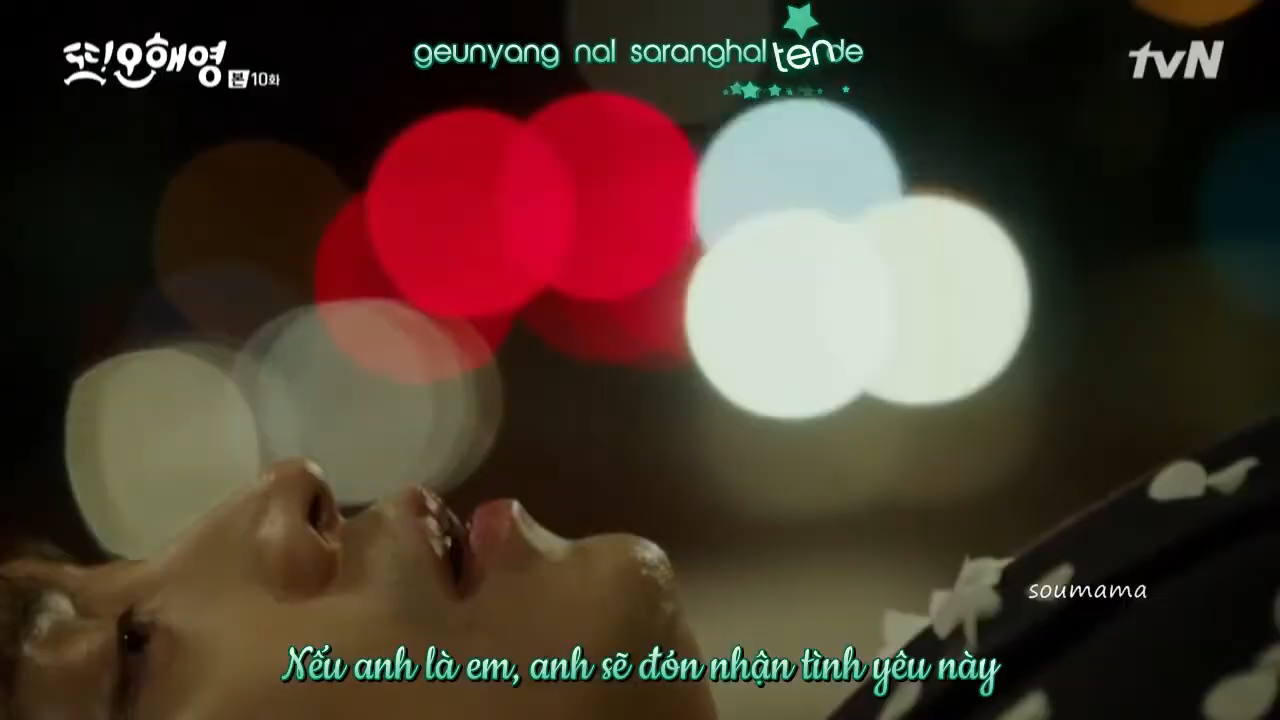 또! 오해영
본 10화
geunyang nal saranghal tende
tvN
soumama
Nếu anh là em, anh sẽ đón nhận tình yêu này